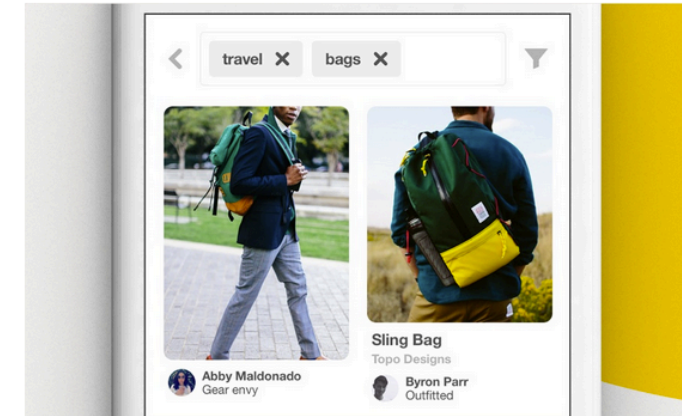 travel
bags
Sling Bag
Topo Designs
Abby Maldonado
Gear envy
Byron Parr
Outfitted